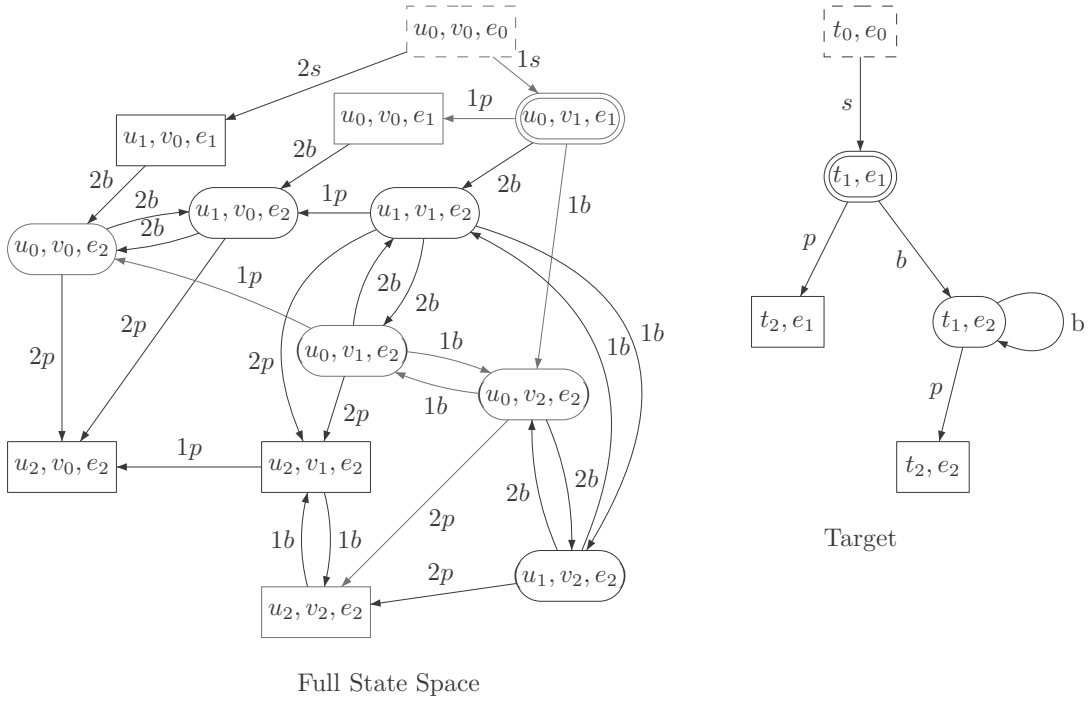 u₀, v₀, e₀
t₀, e₀
1s
2s
s
1p
u₀, v₀, e₁
u₀, v₁, e₁
u₁, v₀, e₁
2b
2b
2b
t₁, e₁
2b
1p
u₁, v₀, e₂
u₁, v₁, e₂
1b
2b
u₀, v₀, e₂
p
b
1p
2b
2b
2p
t₂, e₁
t₁, e₂
b
1b
1b
1b
u₀, v₁, e₂
2p
2p
u₀, v₂, e₂
1b
2p
p
1p
u₂, v₀, e₂
u₂, v₁, e₂
t₂, e₂
2b
2b
2p
1b
1b
Target
2p
u₁, v₂, e₂
u₂, v₂, e₂
Full State Space